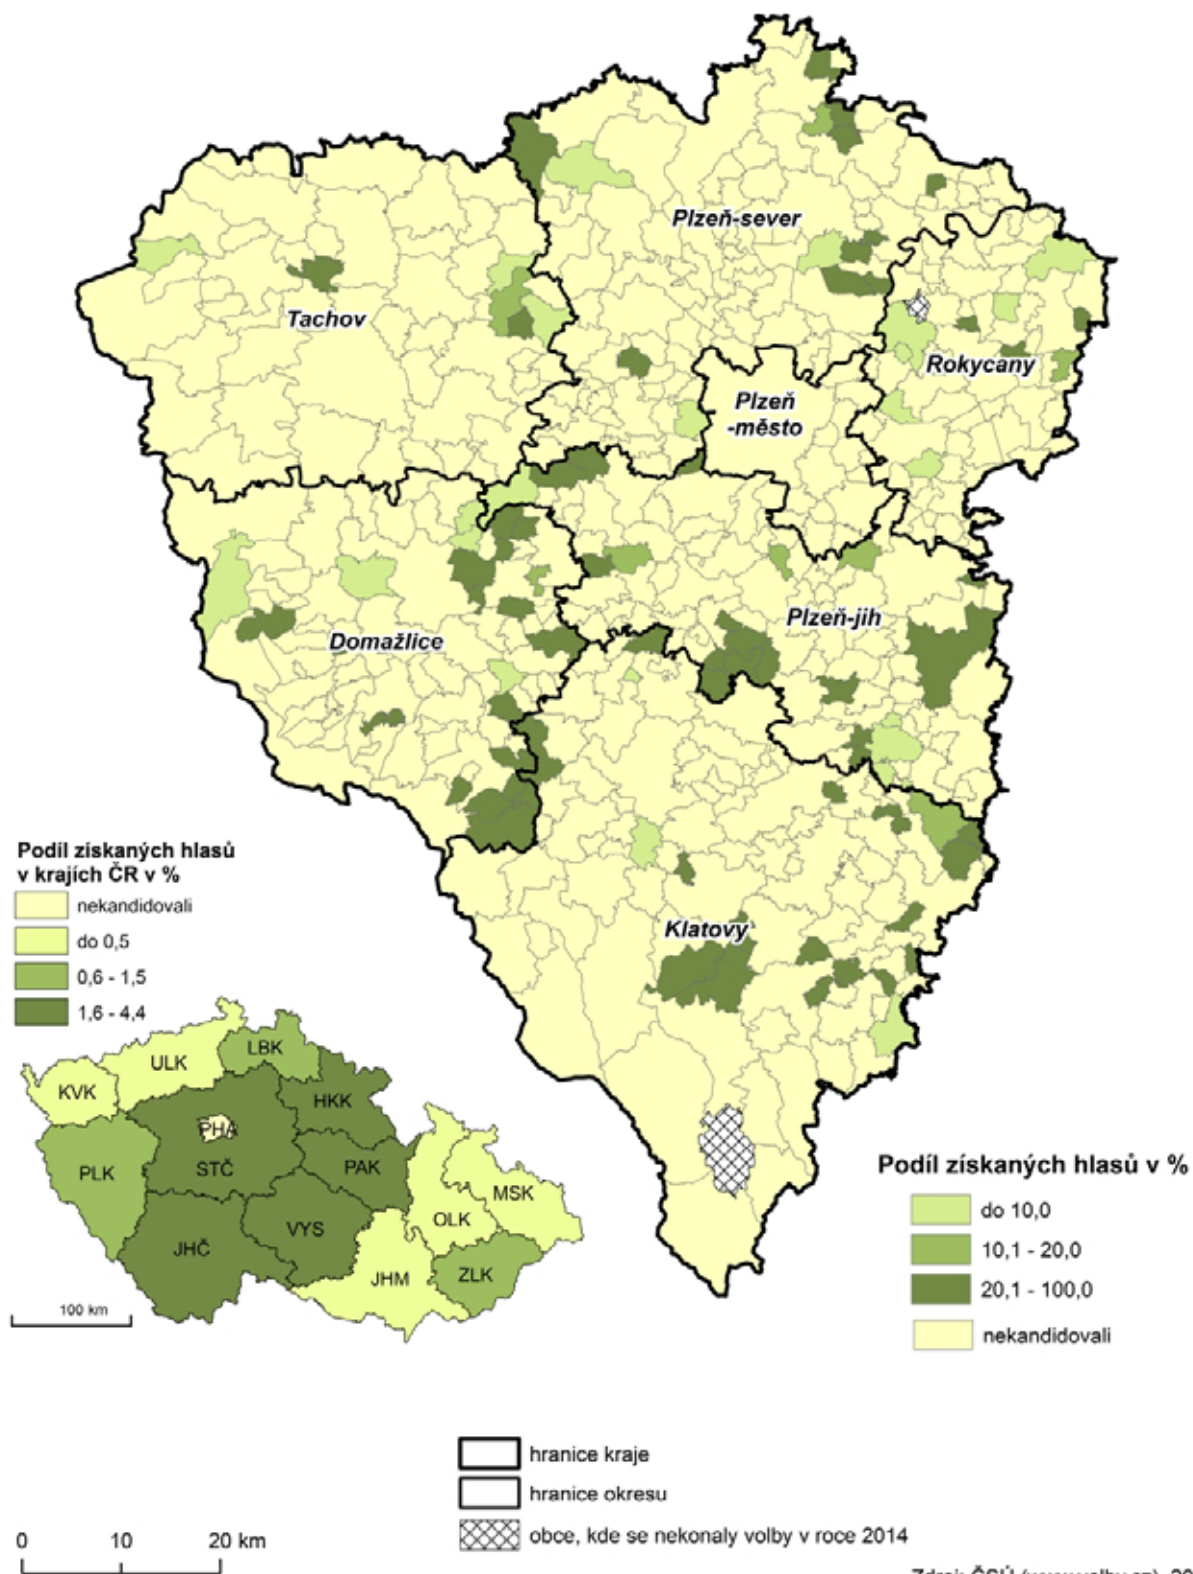 Plzeň-sever
Tachov
Rokycany
Plzeň
-město
Plzeň-jih
Domažlice
Klatovy
Podíl získaných hlasů
v krajích ČR v %
nekandidovali
do 0,5
0,6 - 1,5
1,6 - 4,4
LBK
ULK
KVK
HKK
PHA
PLK
STČ
PAK
MSK
OLK
VYS
JHČ
ZLK
JHM
100 km
Podíl získaných hlasů v %
do 10,0
10,1 - 20,0
20,1 - 100,0
nekandidovali
hranice kraje
hranice okresu
obce, kde se nekonaly volby v roce 2014
0 10 20 km